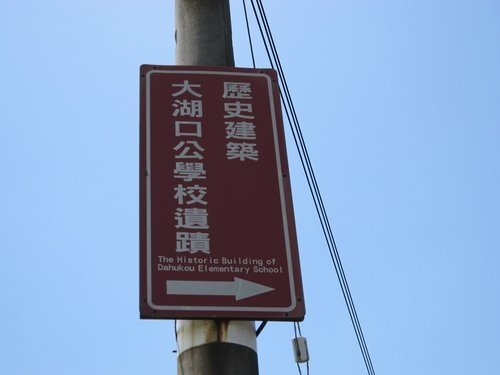 歷史建築
大湖口公學校遺蹟
The Historic Building of
Dahukou Elementary School